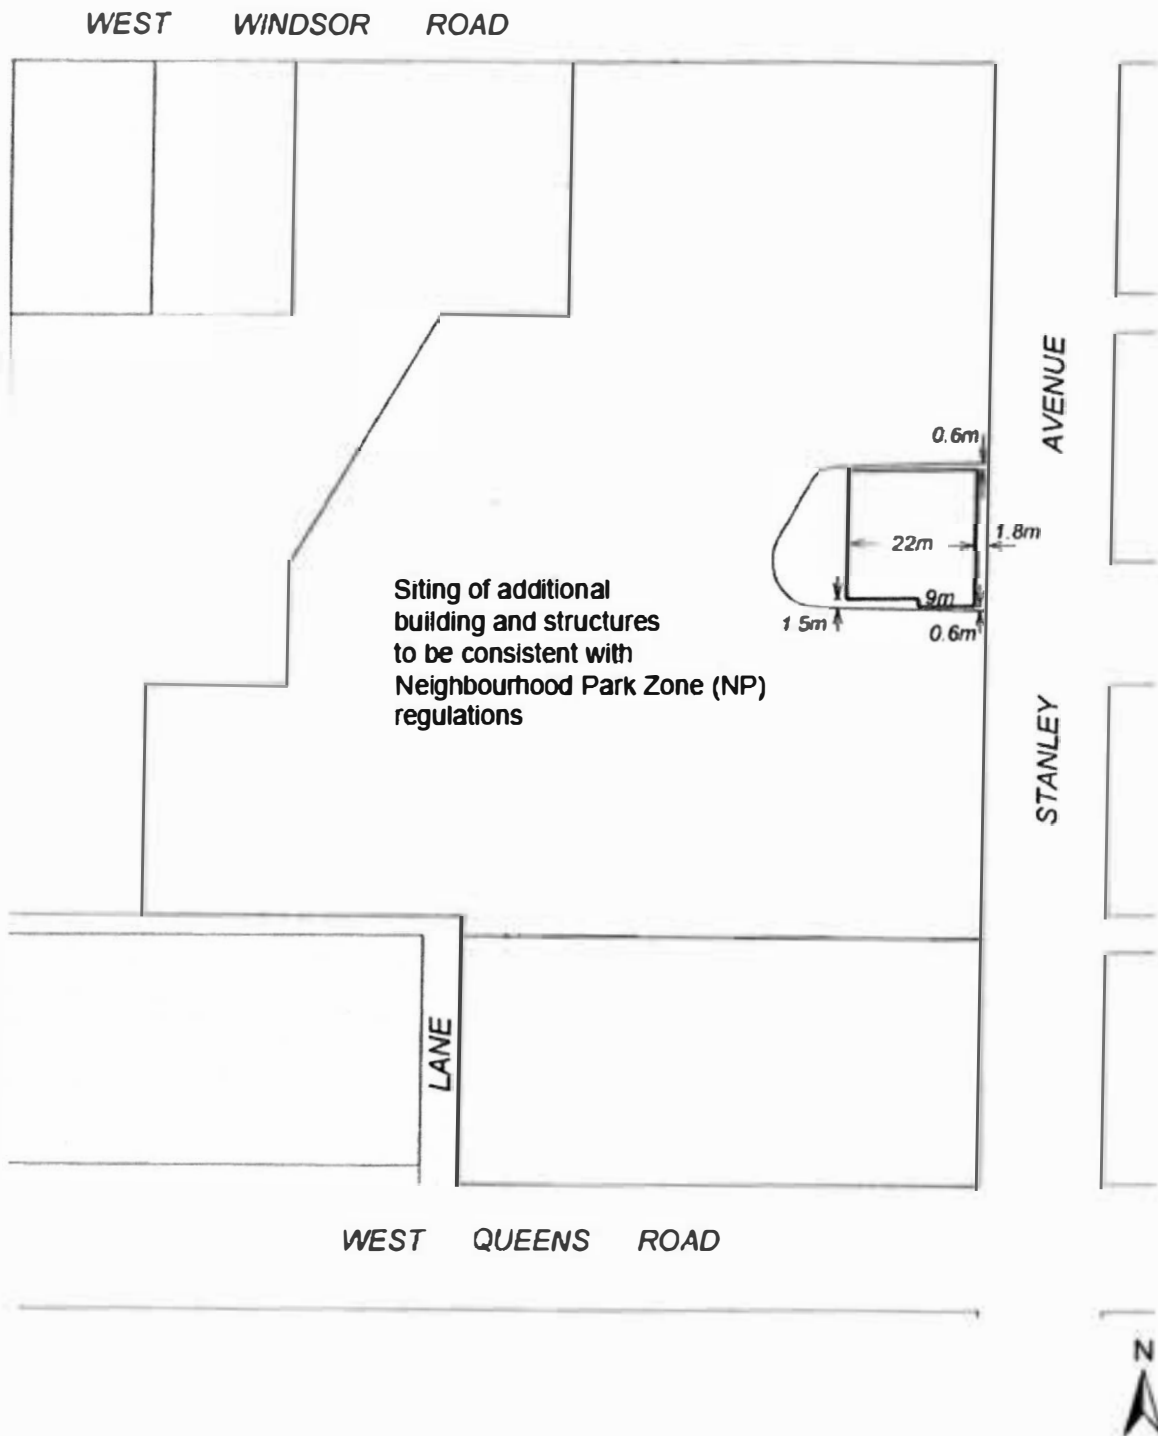 WEST WINDSOR ROAD
AVENUE
0.6m
22m
1.8m
9m
1 5m
0.6m
Siting of additional
building and structures
to be consistent with
Neighbourhood Park Zone (NP)
regulations
STANLEY
LANE
WEST QUEENS ROAD
N